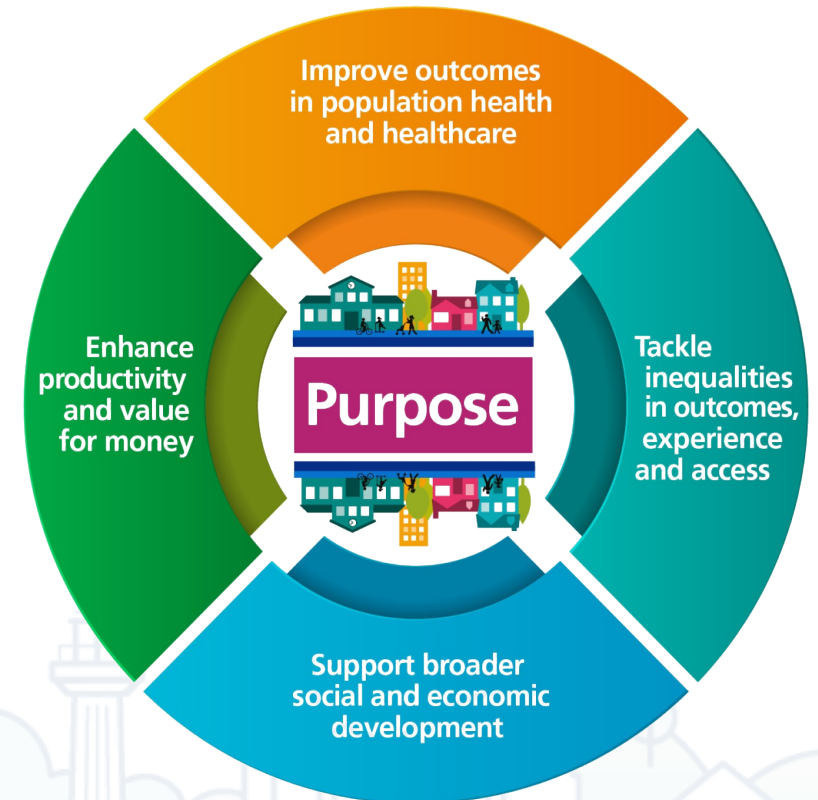 Improve outcomes
in population health
and healthcare
Tackle
inequalities
in outcomes,
experience
and access
Support broader
social and economic
development
Enhance
productivity
and value
for money
Purpose